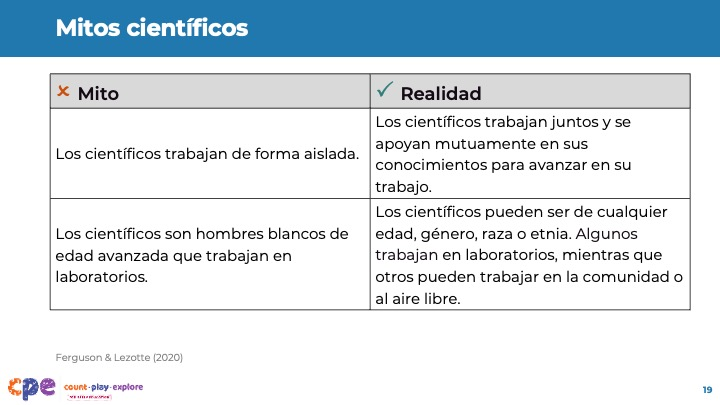 Mitos científicos
Mito
Realidad
Los científicos trabajan de forma aislada.
Los científicos trabajan juntos y se
apoyan mutuamente en sus
conocimientos para avanzar en su
trabajo.
Los científicos son hombres blancos de
edad avanzada que trabajan en
laboratorios.
Los científicos pueden ser de cualquier
edad, género, raza o etnia. Algunos
trabajan en laboratorios, mientras que
otros pueden trabajar en la comunidad o
al aire libre.
Ferguson & Lezotte (2020)
cpe
count·play·explore
19